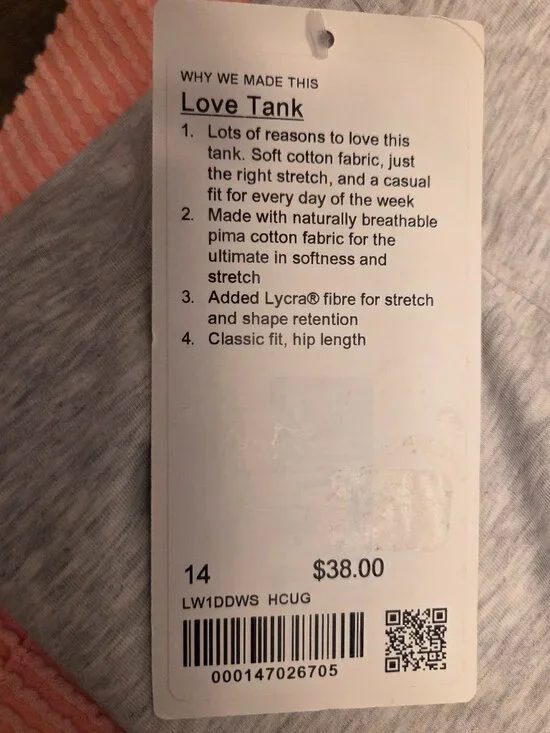 WHY WE MADE THIS
Love Tank
1. Lots of reasons to love this
tank. Soft cotton fabric, just
the right stretch, and a casual
fit for every day of the week
2. Made with naturally breathable
pima cotton fabric for the
ultimate in softness and
stretch
3. Added Lycra® fibre for stretch
and shape retention
4. Classic fit, hip length
14 $38.00
LW1DDWS HCUG
000147026705